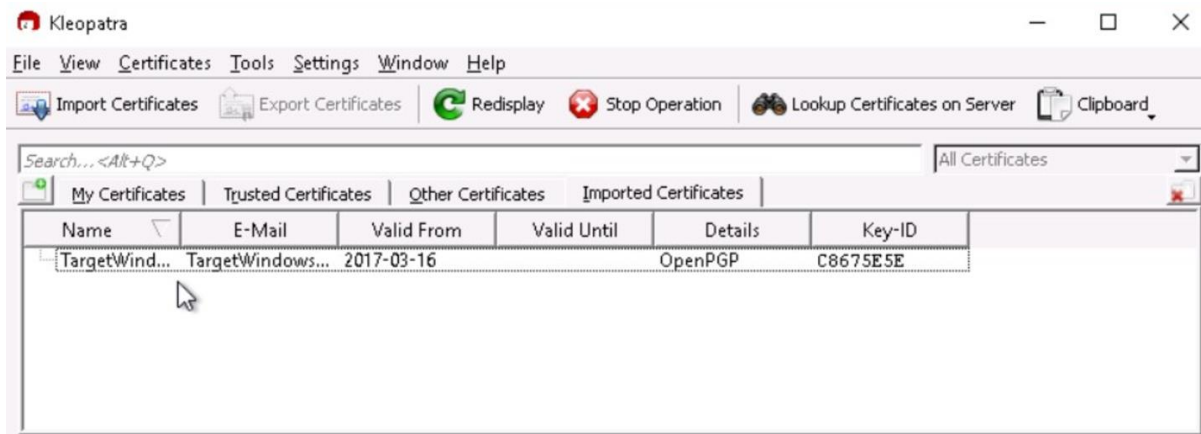 Kleopatra
File View Certificates Tools Settings Window Help
Import Certificates Export Certificates Redisplay Stop Operation Lookup Certificates on Server Clipboard
Search...<Alt+Q> All Certificates
My Certificates Trusted Certificates Other Certificates Imported Certificates
Name E-Mail Valid From Valid Until Details Key-ID
TargetWind... TargetWindows... 2017-03-16 OpenPGP C8675E5E